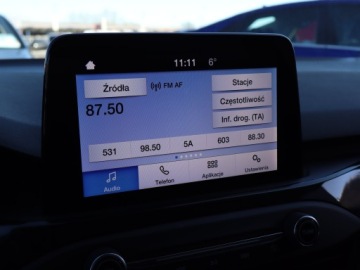 11:11 6°
Źródła FM AF Stacje
87.50 Częstotliwość
Inf. drog. (TA)
531 98.50 5A 603 88.30
Audio Telefon Aplikacje Ustawienia